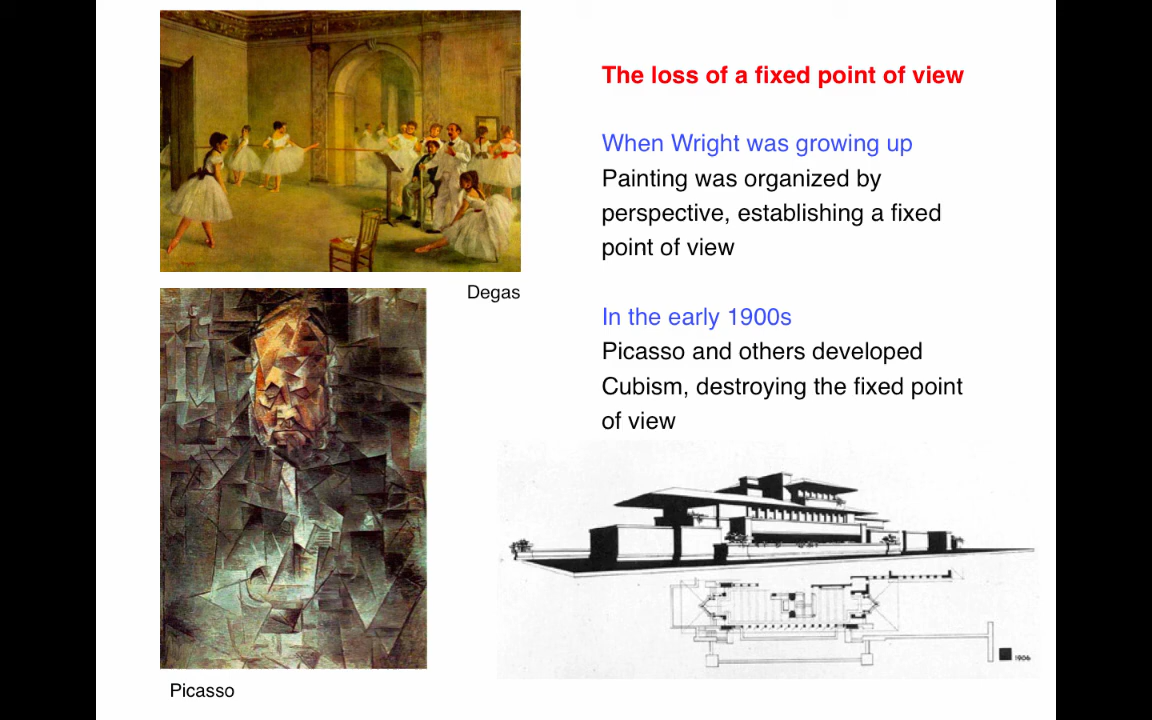 The loss of a fixed point of view
When Wright was growing up
Painting was organized by
perspective, establishing a fixed
point of view
Degas
In the early 1900s
Picasso and others developed
Cubism, destroying the fixed point
of view
1906
Picasso